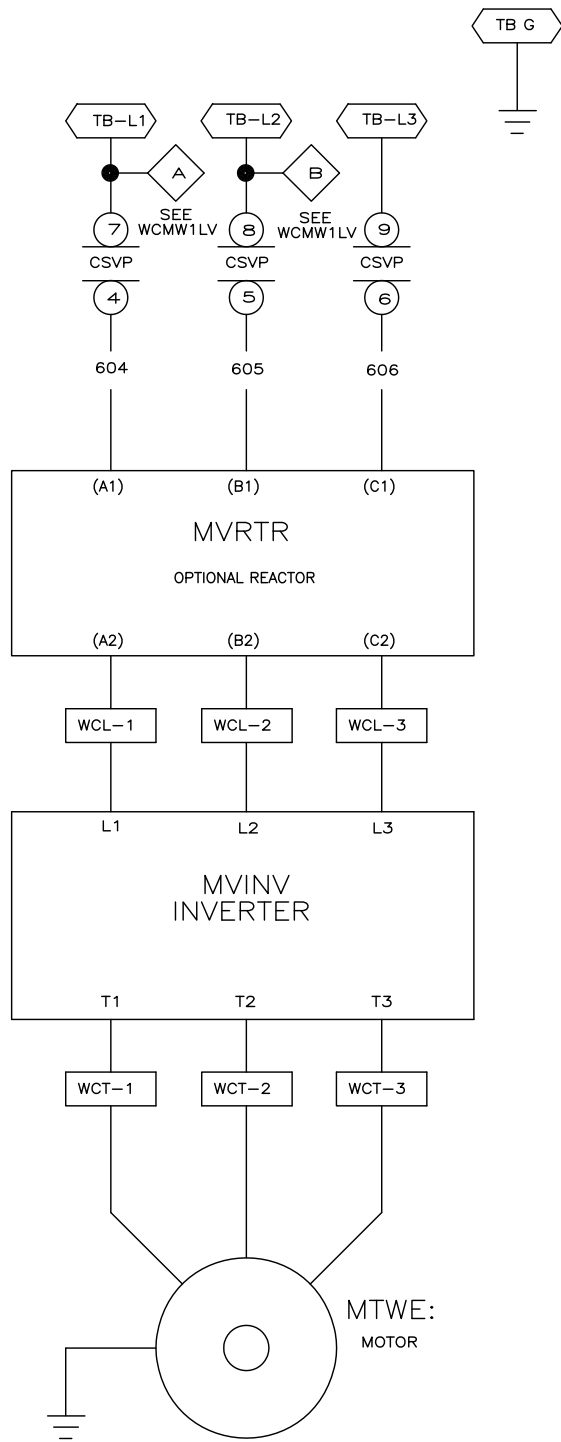 TB G
TB-L1 TB-L2 TB-L3
A B
SEE WCMW1LV SEE WCMW1LV
7 8 9
CSVP CSVP CSVP
4 5 6
604 605 606
(A1) (B1) (C1)
MVRTR
OPTIONAL REACTOR
(A2) (B2) (C2)
WCL-1 WCL-2 WCL-3
L1 L2 L3
MVINV
INVERTER
T1 T2 T3
WCT-1 WCT-2 WCT-3
MTWE:
MOTOR